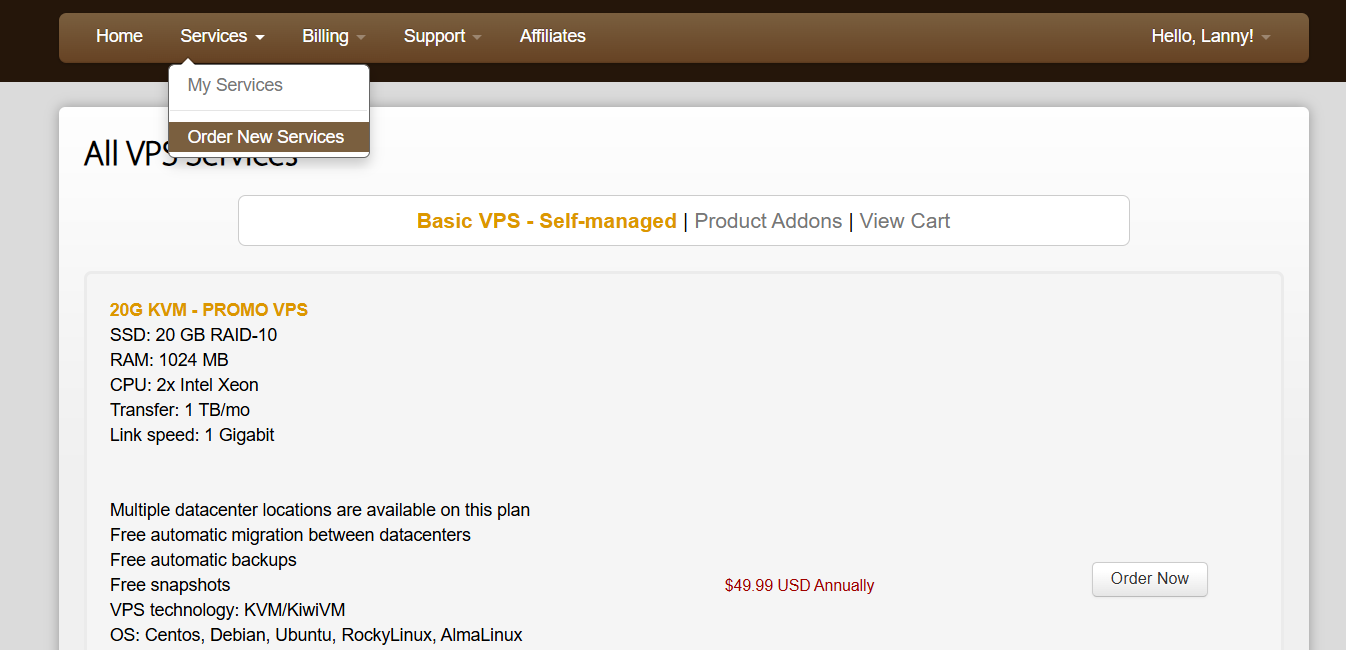 Home Services Billing Support Affiliates Hello, Lanny!
My Services
Order New Services
All VPS Services
Basic VPS - Self-managed | Product Addons | View Cart
20G KVM - PROMO VPS
SSD: 20 GB RAID-10
RAM: 1024 MB
CPU: 2x Intel Xeon
Transfer: 1 TB/mo
Link speed: 1 Gigabit
Multiple datacenter locations are available on this plan
Free automatic migration between datacenters
Free automatic backups
Free snapshots
VPS technology: KVM/KiwiVM
OS: Centos, Debian, Ubuntu, RockyLinux, AlmaLinux
$49.99 USD Annually
Order Now